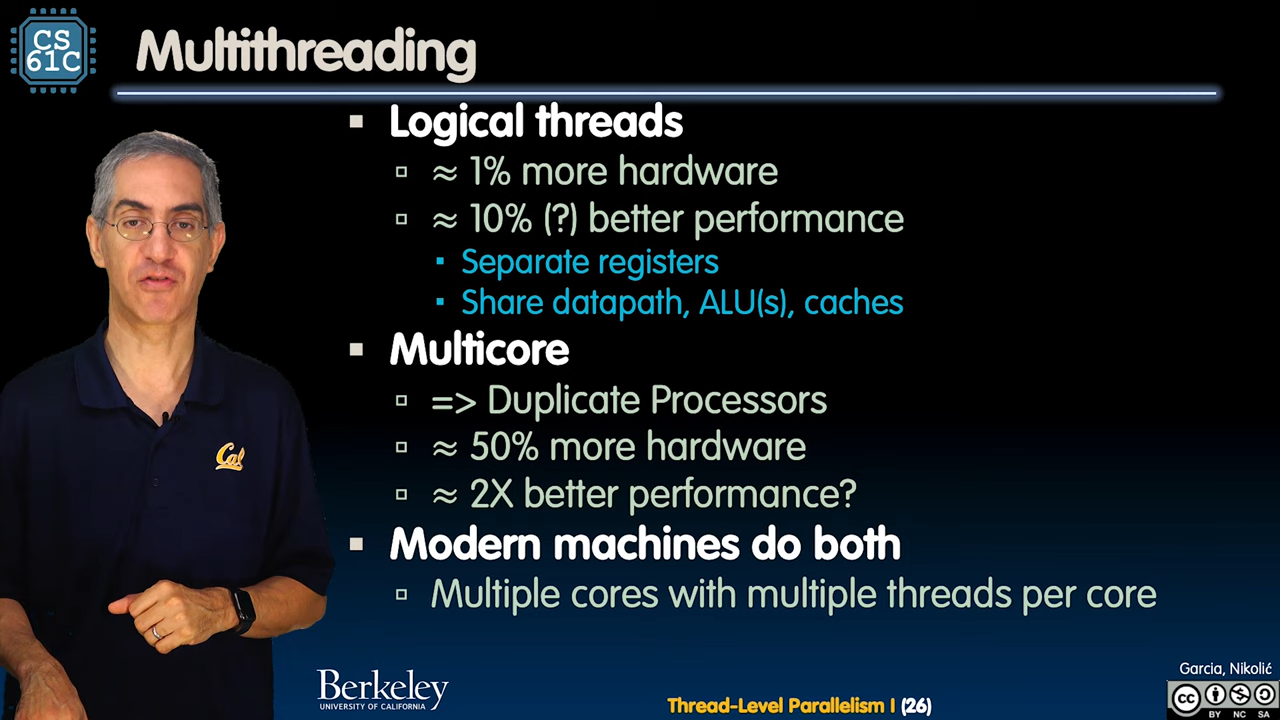 CS
61C
Multithreading
Logical threads
≈ 1% more hardware
≈ 10% (?) better performance
Separate registers
Share datapath, ALU(s), caches
Multicore
=> Duplicate Processors
≈ 50% more hardware
≈ 2X better performance?
Modern machines do both
Multiple cores with multiple threads per core
Cal
Berkeley
UNIVERSITY OF CALIFORNIA
Thread-Level Parallelism I (26)
Garcia, Nikolić
cc
BY NC SA